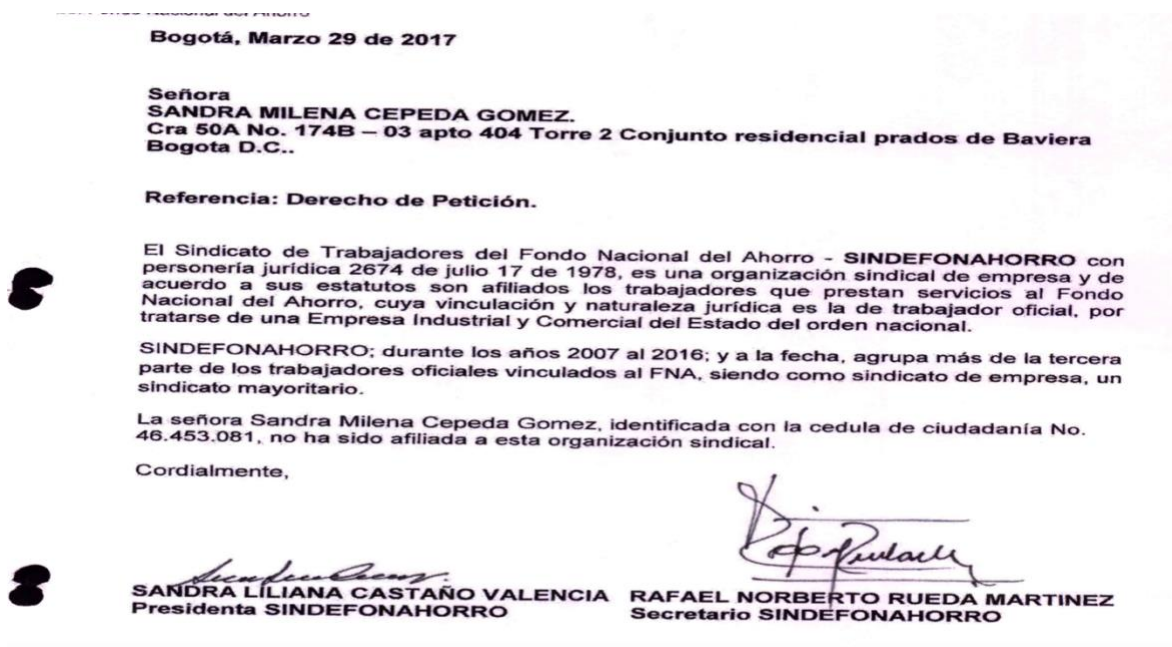 Fondo Nacional del Ahorro
Bogotá, Marzo 29 de 2017
Señora
SANDRA MILENA CEPEDA GOMEZ.
Cra 50A No. 174B – 03 apto 404 Torre 2 Conjunto residencial prados de Baviera
Bogota D.C..
Referencia: Derecho de Petición.
El Sindicato de Trabajadores del Fondo Nacional del Ahorro - SINDEFONAHORRO con
personería jurídica 2674 de julio 17 de 1978, es una organización sindical de empresa y de
acuerdo a sus estatutos son afiliados los trabajadores que prestan servicios al Fondo
Nacional del Ahorro, cuya vinculación y naturaleza jurídica es la de trabajador oficial, por
tratarse de una Empresa Industrial y Comercial del Estado del orden nacional.
SINDEFONAHORRO; durante los años 2007 al 2016; y a la fecha, agrupa más de la tercera
parte de los trabajadores oficiales vinculados al FNA, siendo como sindicato de empresa, un
sindicato mayoritario.
La señora Sandra Milena Cepeda Gomez, identificada con la cedula de ciudadanía No.
46.453.081, no ha sido afiliada a esta organización sindical.
Cordialmente,
SANDRA LILIANA CASTAÑO VALENCIA RAFAEL NORBERTO RUEDA MARTINEZ
Presidenta SINDEFONAHORRO Secretario SINDEFONAHORRO